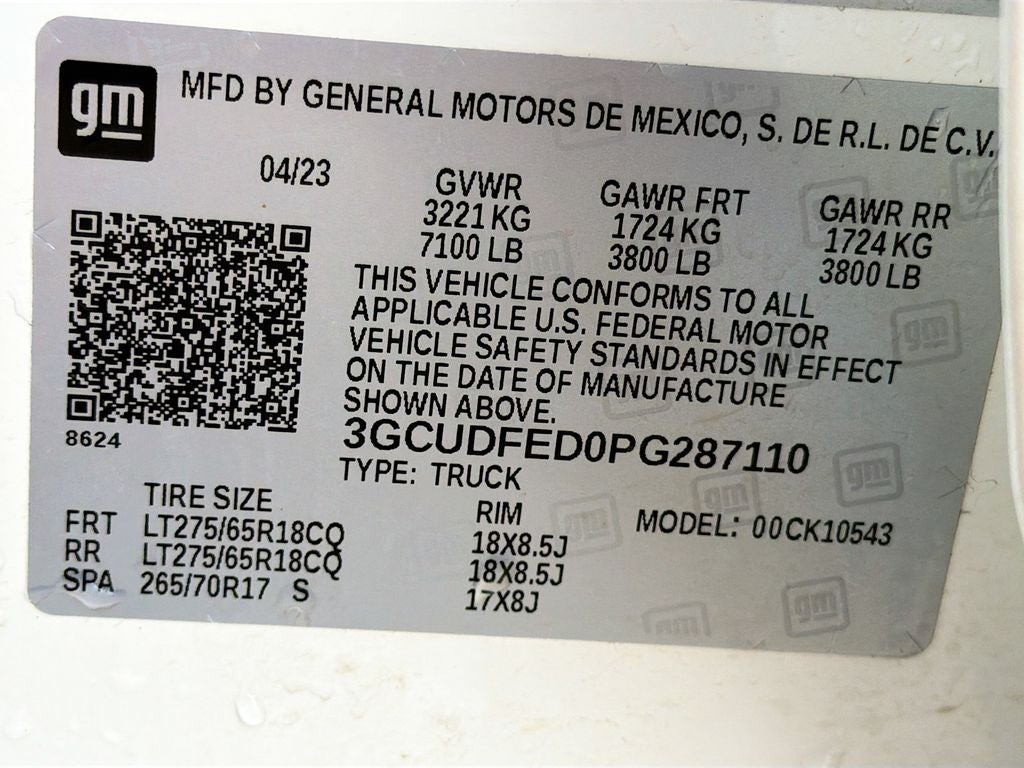 gm MFD BY GENERAL MOTORS DE MEXICO, S. DE R.L. DE C.V.
04/23 GVWR GAWR FRT GAWR RR
3221 KG 1724 KG 1724 KG
7100 LB 3800 LB 3800 LB
THIS VEHICLE CONFORMS TO ALL
APPLICABLE U.S. FEDERAL MOTOR
VEHICLE SAFETY STANDARDS IN EFFECT
ON THE DATE OF MANUFACTURE
SHOWN ABOVE.
8624 3GCUDFED0PG287110
TYPE: TRUCK
TIRE SIZE RIM MODEL: 00CK10543
FRT LT275/65R18CQ 18X8.5J
RR LT275/65R18CQ 18X8.5J
SPA 265/70R17 S 17X8J